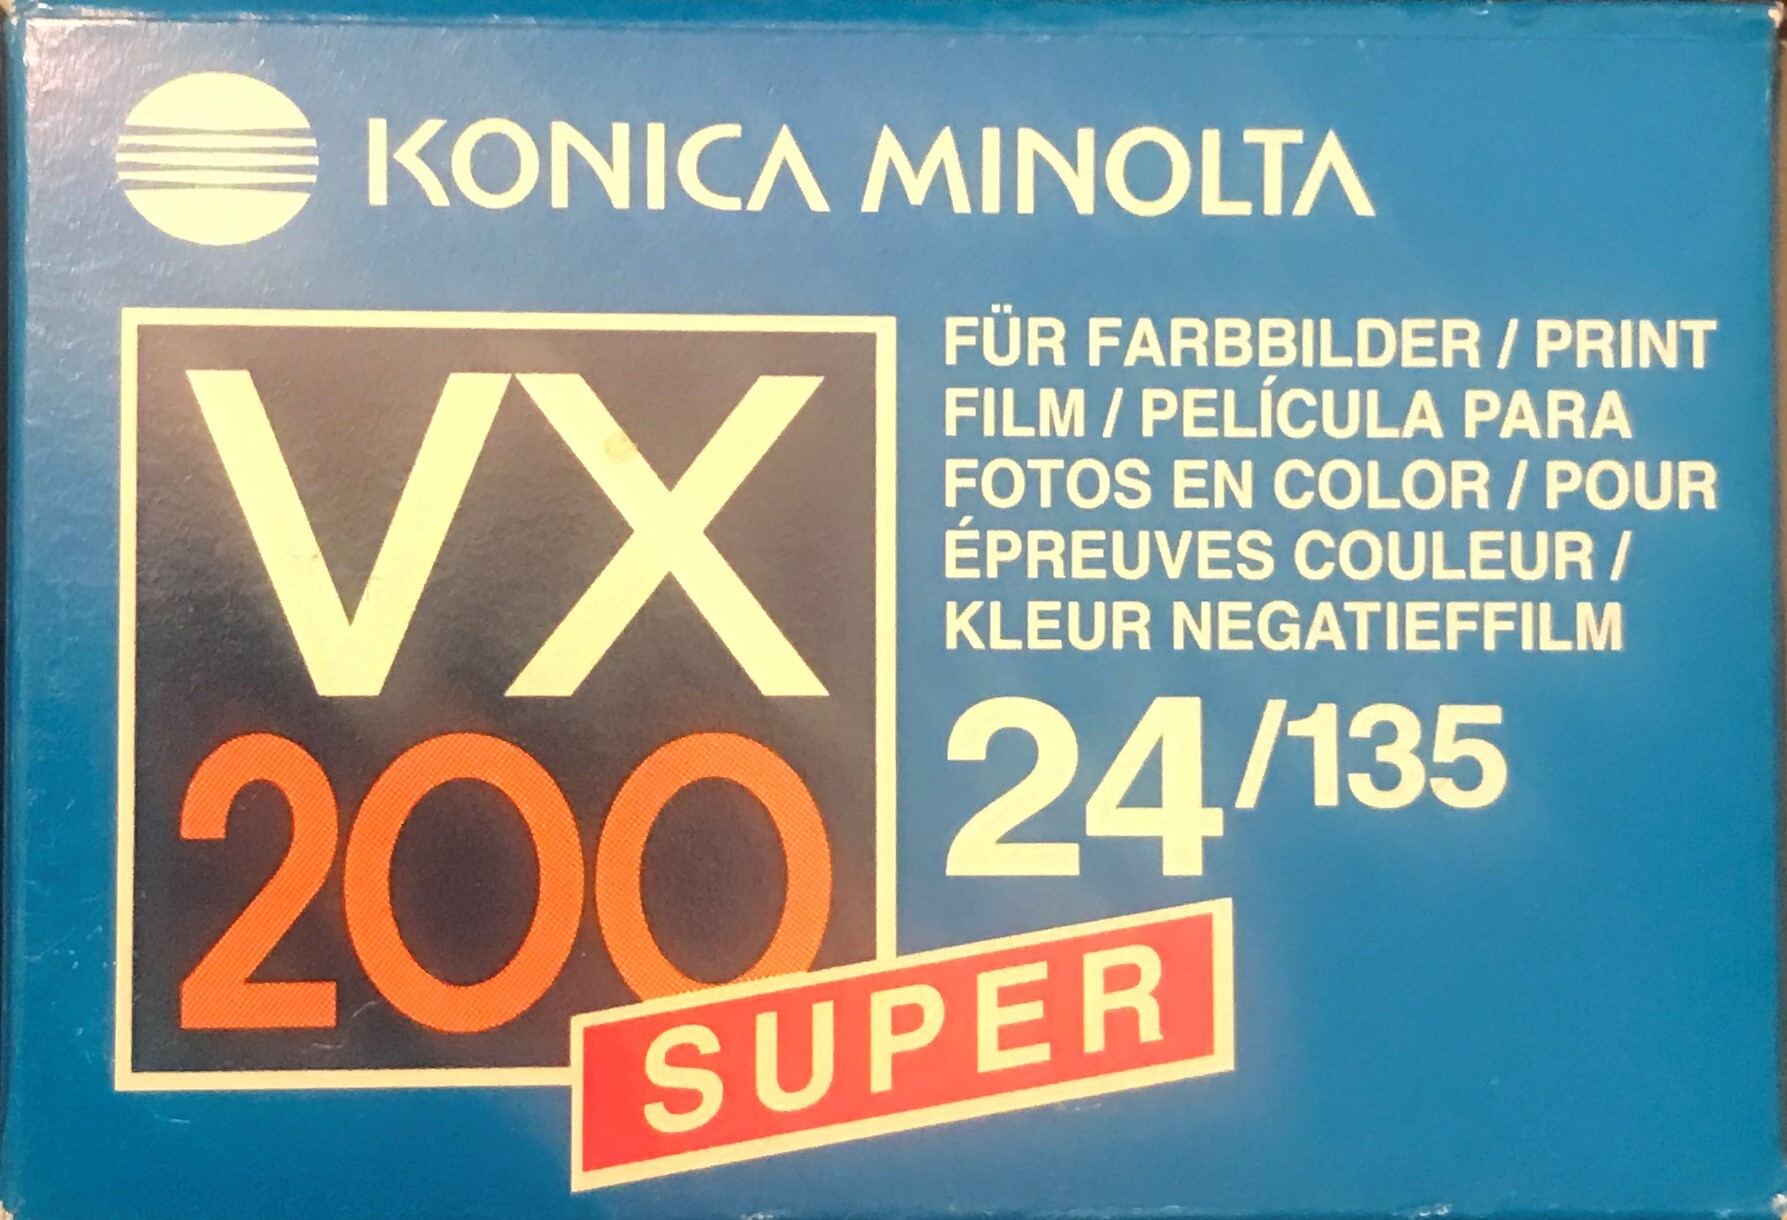 KONICA MINOLTA
VX
200
SUPER
FÜR FARBBILDER / PRINT
FILM / PELÍCULA PARA
FOTOS EN COLOR / POUR
ÉPREUVES COULEUR /
KLEUR NEGATIEFFILM
24/135